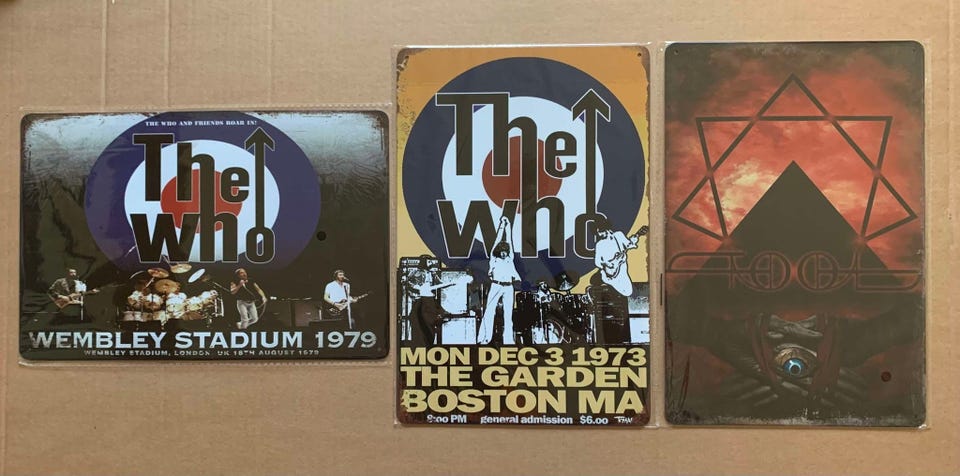 THE WHO AND FRIENDS ROAR IN!
The
Who
WEMBLEY STADIUM 1979
WEMBLEY STADIUM, LONDON, UK 18TH AUGUST 1979
The
Who
MON DEC 3 1973
THE GARDEN
BOSTON MA
8:00 PM general admission $6.00
TOOL